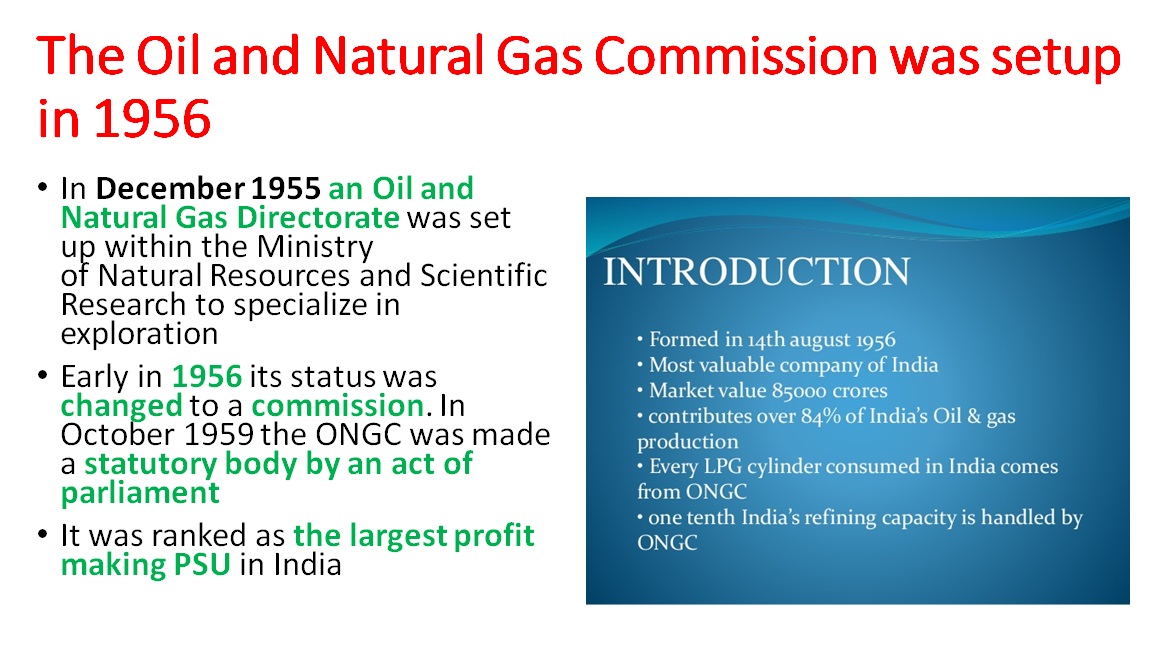 The Oil and Natural Gas Commission was setup
in 1956
• In December 1955 an Oil and
Natural Gas Directorate was set
up within the Ministry
of Natural Resources and Scientific
Research to specialize in
exploration
• Early in 1956 its status was
changed to a commission. In
October 1959 the ONGC was made
a statutory body by an act of
parliament
• It was ranked as the largest profit
making PSU in India
INTRODUCTION
• Formed in 14th august 1956
• Most valuable company of India
• Market value 85000 crores
• contributes over 84% of India's Oil & gas
production
• Every LPG cylinder consumed in India comes
from ONGC
• one tenth India's refining capacity is handled by
ONGC